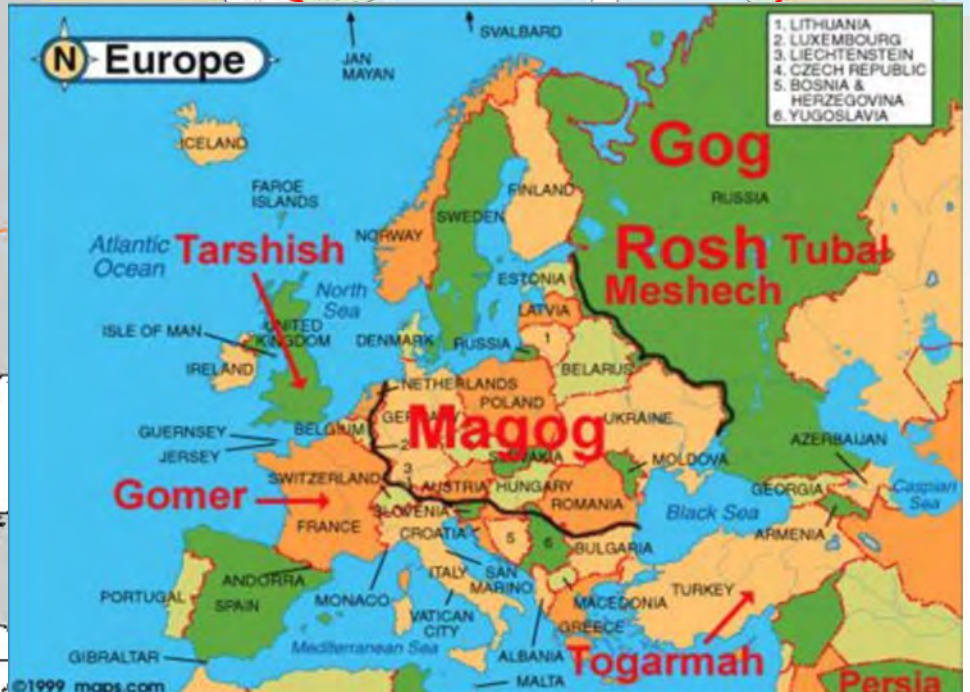 N Europe
JAN
MAYAN
SVALBARD
1. LITHUANIA
2. LUXEMBOURG
3. LIECHTENSTEIN
4. CZECH REPUBLIC
5. BOSNIA &
HERZEGOVINA
6. YUGOSLAVIA
ICELAND
Gog
RUSSIA
FAROE
ISLANDS
FINLAND
SWEDEN
NORWAY
Atlantic
Ocean
Tarshish
Rosh Tubal
Meshech
North
Sea
ESTONIA
LATVIA
ISLE OF MAN
UNITED
KINGDOM
DENMARK
RUSSIA
1
IRELAND
BELARUS
NETHERLANDS
POLAND
GERMANY
Magog
UKRAINE
GUERNSEY
JERSEY
BELGIUM
2
SLOVAKIA
MOLDOVA
AZERBAIJAN
3
4
SWITZERLAND
AUSTRIA
HUNGARY
ROMANIA
GEORGIA
Caspian
Sea
Gomer
FRANCE
SLOVENIA
CROATIA
5
6
BULGARIA
Black Sea
ARMENIA
ANDORRA
PORTUGAL
SPAIN
MONACO
ITALY
SAN
MARINO
VATICAN
CITY
MACEDONIA
GREECE
TURKEY
GIBRALTAR
Mediterranean Sea
ALBANIA
MALTA
Togarmah
Persia
©1999 maps.com